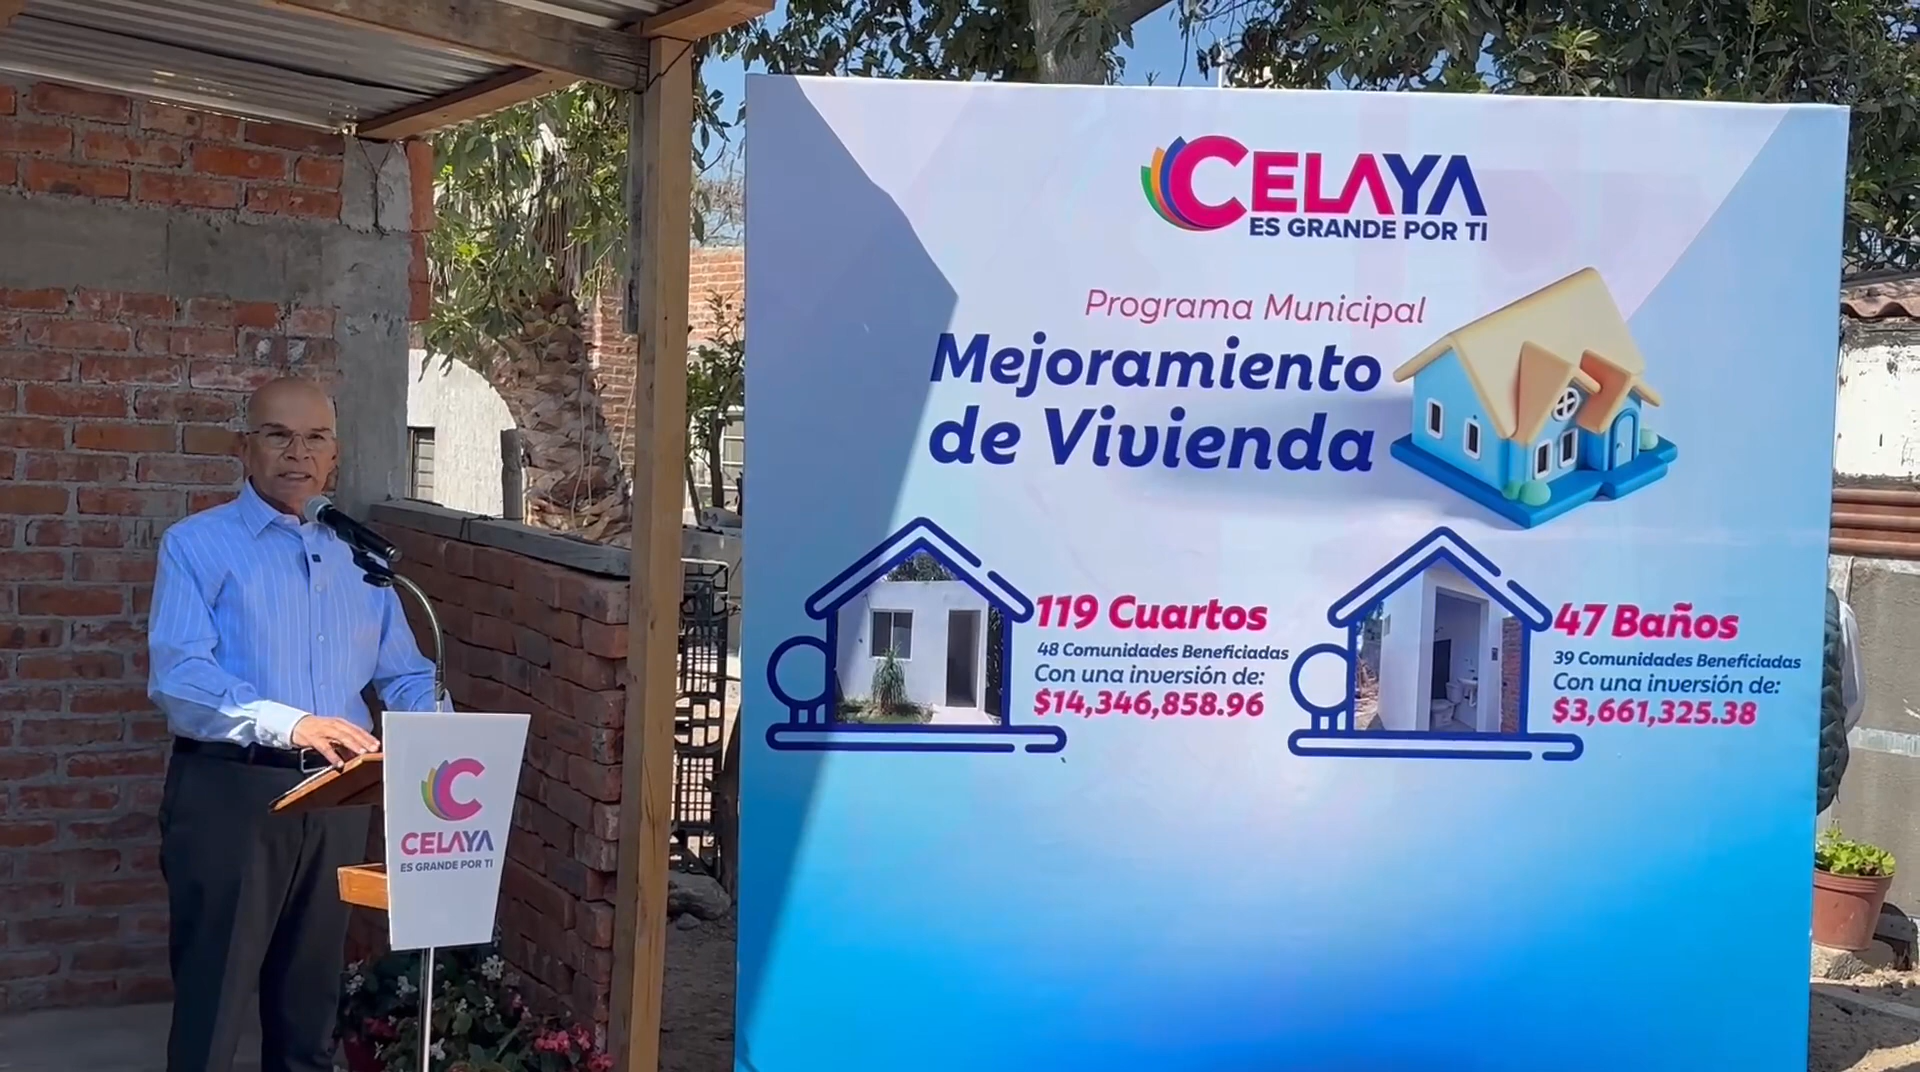 CELAYA
ES GRANDE POR TI
Programa Municipal
Mejoramiento
de Vivienda
119 Cuartos
48 Comunidades Beneficiadas
Con una inversión de:
$14,346,858.96
47 Baños
39 Comunidades Beneficiadas
Con una inversión de:
$3,661,325.38
CELAYA
ES GRANDE POR TI